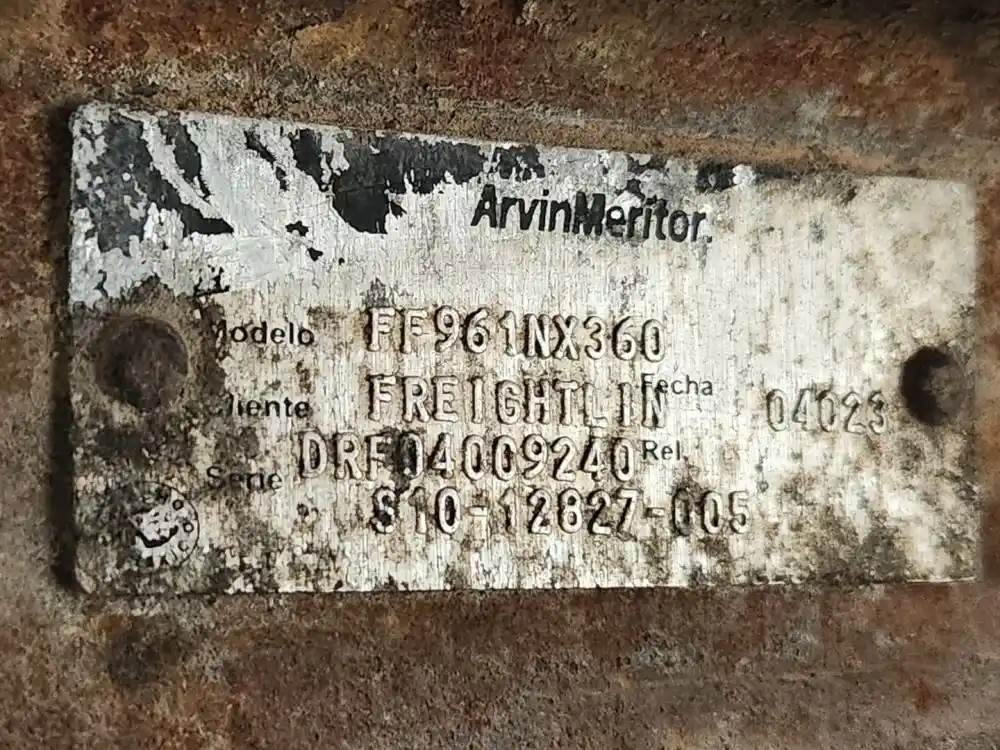 ArvinMeritor.
Modelo FF961NX360
Cliente FREIGHTLIN Fecha 04023
Serie DRF04009240 Rel.
S10-12827-005